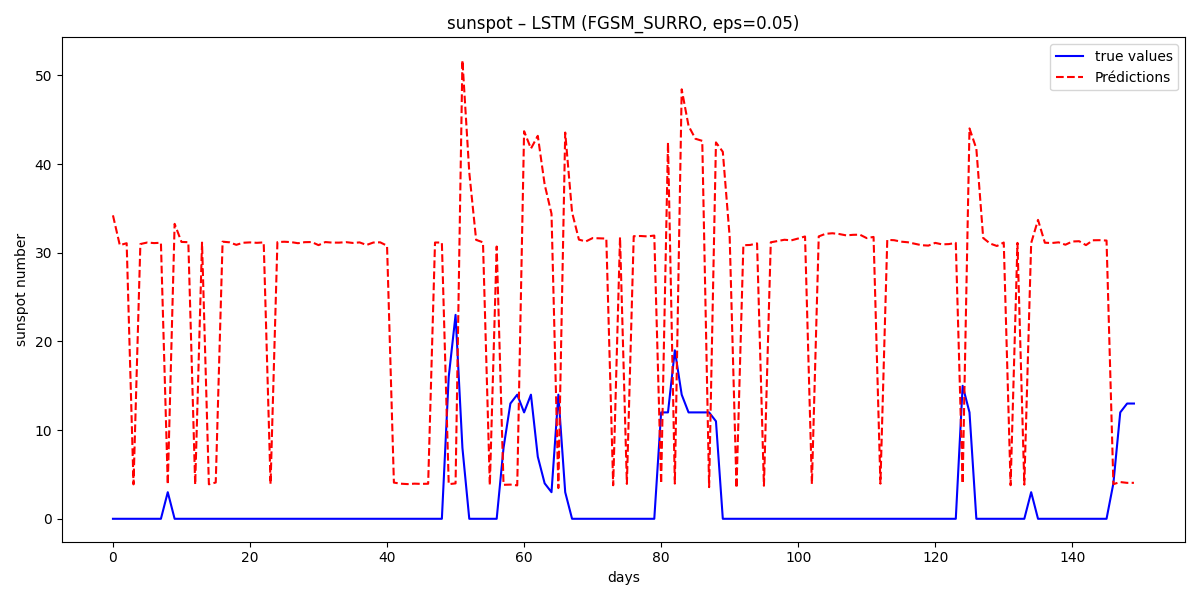 sunspot – LSTM (FGSM_SURRO, eps=0.05)
true values
Prédictions
sunspot number
50
40
30
20
10
0
0 20 40 60 80 100 120 140
days